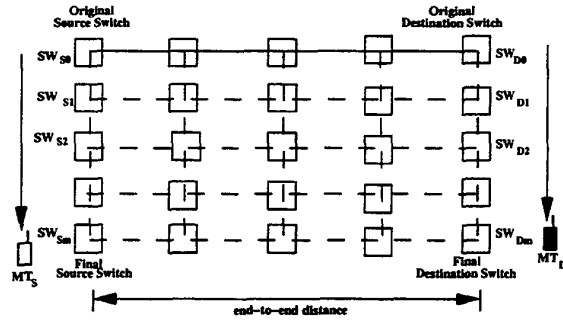 Original
Source Switch
Original
Destination Switch
SW S0
SW D0
SW S1
SW D1
SW S2
SW D2
SW Sm
SW Dm
MT S
MT D
Final
Source Switch
Final
Destination Switch
end-to-end distance